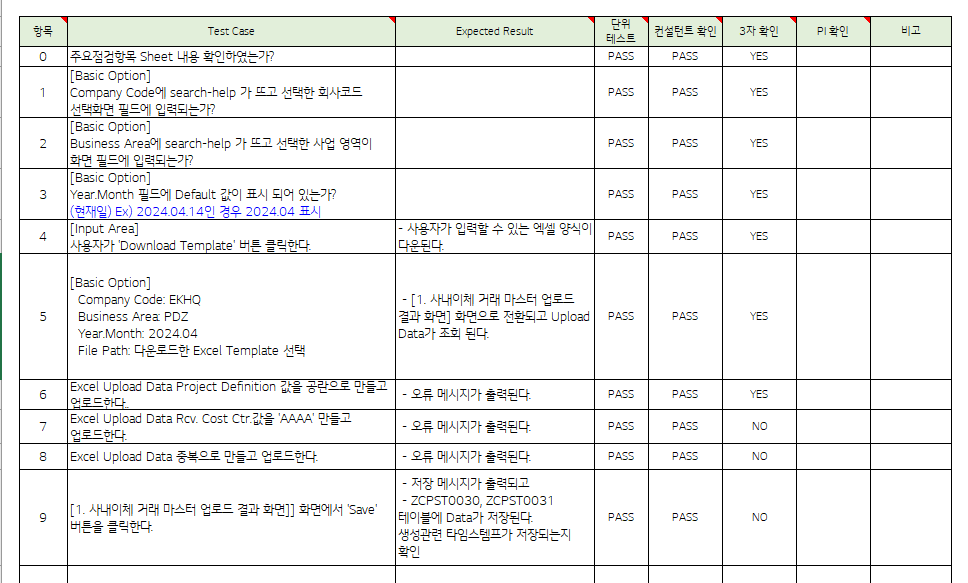 항목 Test Case Expected Result 단위 테스트 컨설턴트 확인 3자 확인 PI 확인 비고
0 주요점검항목 Sheet 내용 확인하였는가? PASS PASS YES
[Basic Option]
1 Company Code에 search-help 가 뜨고 선택한 회사코드 PASS PASS YES
선택화면 필드에 입력되는가?
[Basic Option]
2 Business Area에 search-help 가 뜨고 선택한 사업 영역이 PASS PASS YES
화면 필드에 입력되는가?
[Basic Option]
3 Year.Month 필드에 Default 값이 표시 되어 있는가? PASS PASS YES
(현재일) Ex) 2024.04.14인 경우 2024.04 표시
4 [Input Area]
사용자가 'Download Template' 버튼 클릭한다.
- 사용자가 입력할 수 있는 엑셀 양식이
다운된다.
PASS PASS YES
5 [Basic Option]
Company Code: EKHQ
Business Area: PDZ
Year.Month: 2024.04
File Path: 다운로드한 Excel Template 선택
- [1. 사내이체 거래 마스터 업로드
결과 화면] 화면으로 전환되고 Upload
Data가 조회 된다.
PASS PASS YES
6 Excel Upload Data Project Definition 값을 공란으로 만들고
업로드한다.
- 오류 메시지가 출력된다.
PASS PASS YES
7 Excel Upload Data Rcv. Cost Ctr.값을 'AAAA' 만들고
업로드한다.
- 오류 메시지가 출력된다.
PASS PASS NO
8 Excel Upload Data 중복으로 만들고 업로드한다.
- 오류 메시지가 출력된다.
PASS PASS NO
9 [1. 사내이체 거래 마스터 업로드 결과 화면]] 화면에서 'Save'
버튼을 클릭한다.
- 저장 메시지가 출력되고
- ZCPST0030, ZCPST0031
테이블에 Data가 저장된다.
생성관련 타임스템프가 저장되는지
확인
PASS PASS NO